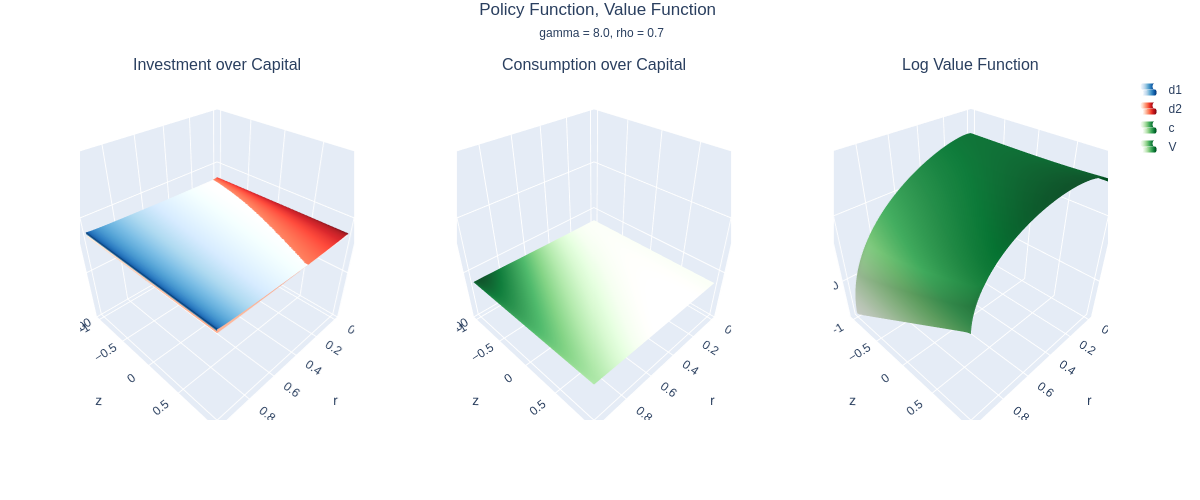 Policy Function, Value Function
gamma = 8.0, rho = 0.7
Investment over Capital
Consumption over Capital
Log Value Function
d1
d2
c
V
−0.5
0
0.5
z
0.2
0.4
0.6
0.8
r
−0.5
0
0.5
z
0.2
0.4
0.6
0.8
r
0
−1
−0.5
0
0.5
z
0.2
0.4
0.6
0.8
r